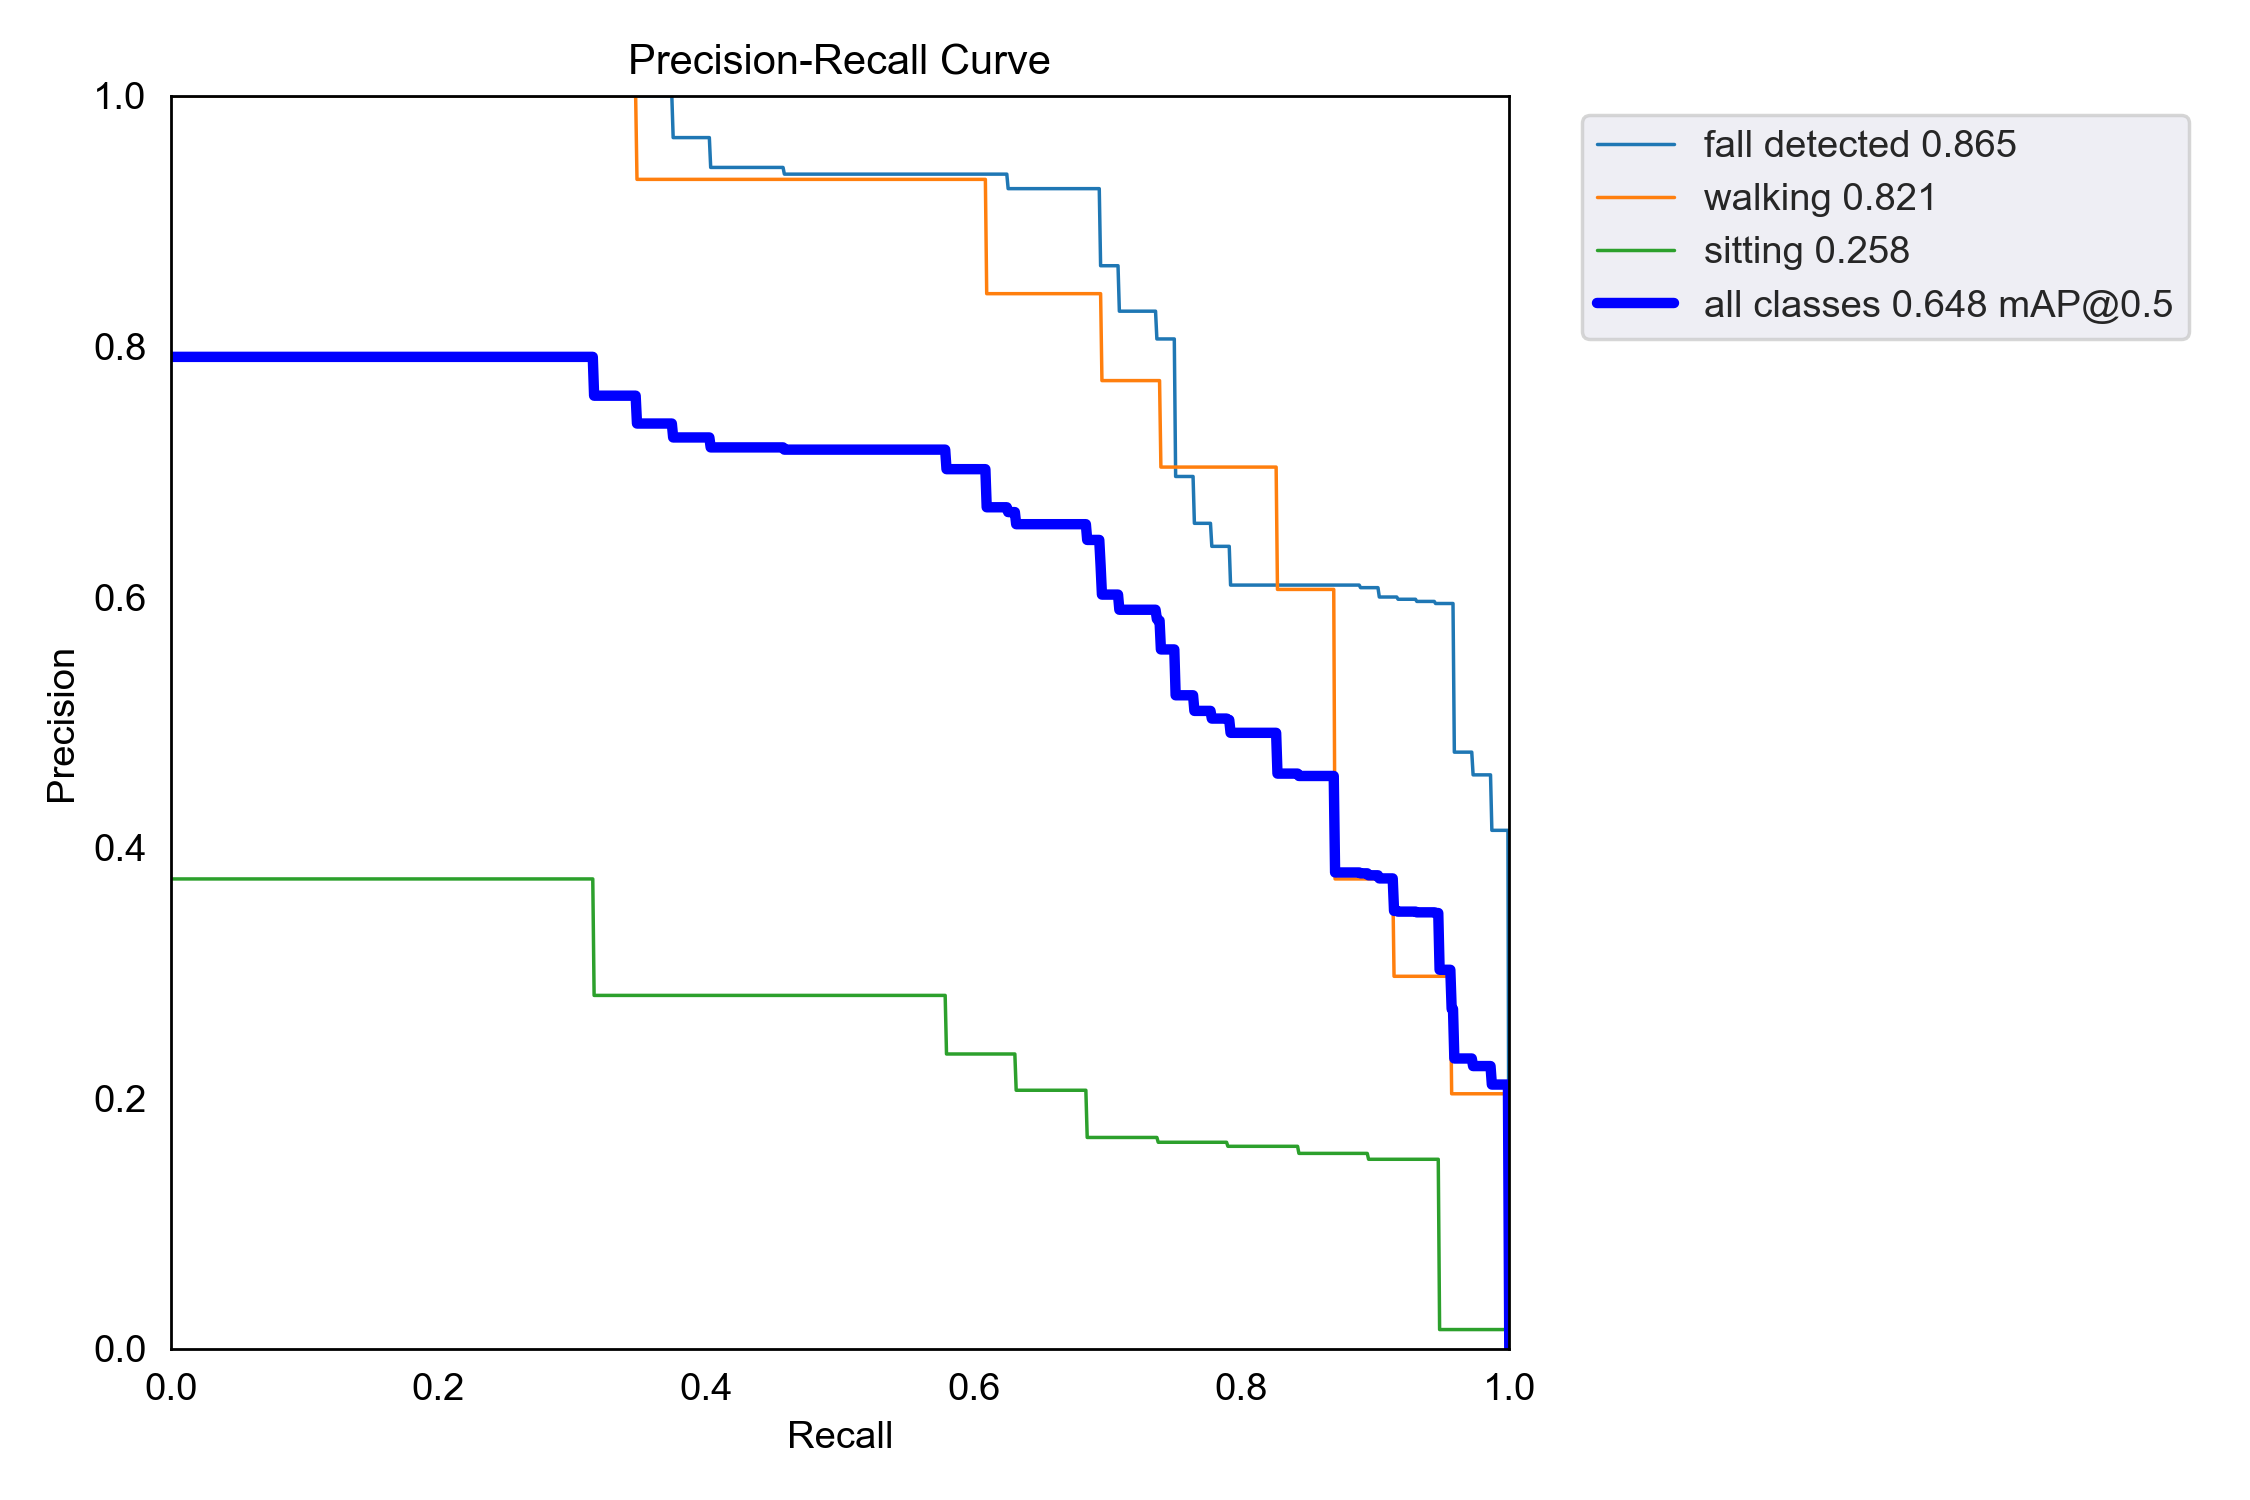 Precision-Recall Curve
1.0
0.8
0.6
0.4
0.2
0.0
Precision
0.0 0.2 0.4 0.6 0.8 1.0
Recall
fall detected 0.865
walking 0.821
sitting 0.258
all classes 0.648 mAP@0.5